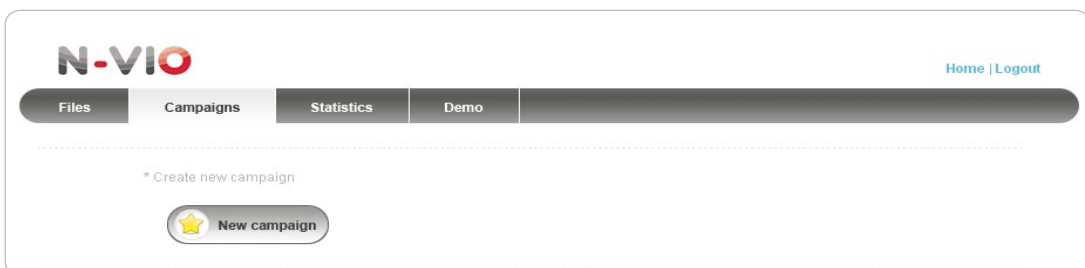 N-VIO
Home | Logout
Files Campaigns Statistics Demo
* Create new campaign
New campaign